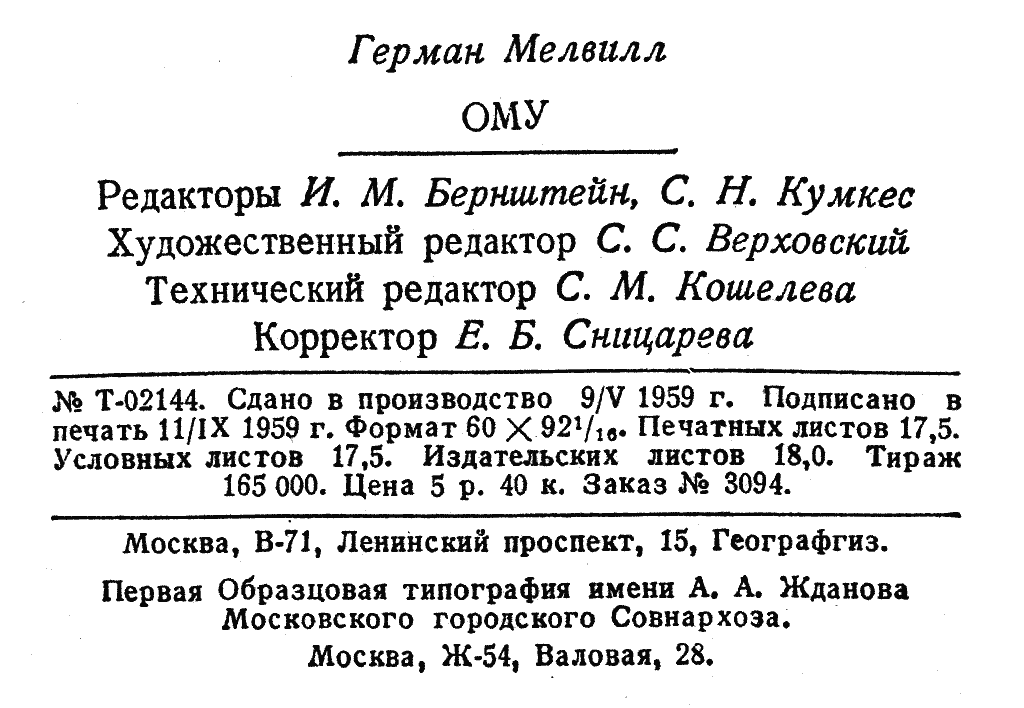 Герман Мелвилл
ОМУ
Редакторы И. М. Бернштейн, С. Н. Кумкес
Художественный редактор С. С. Верховский
Технический редактор С. М. Кошелева
Корректор Е. Б. Сницарева
№ Т-02144. Сдано в производство 9/V 1959 г. Подписано в
печать 11/IX 1959 г. Формат 60 × 92¹/₁₆. Печатных листов 17,5.
Условных листов 17,5. Издательских листов 18,0. Тираж
165 000. Цена 5 р. 40 к. Заказ № 3094.
Москва, В-71, Ленинский проспект, 15, Географгиз.
Первая Образцовая типография имени А. А. Жданова
Московского городского Совнархоза.
Москва, Ж-54, Валовая, 28.